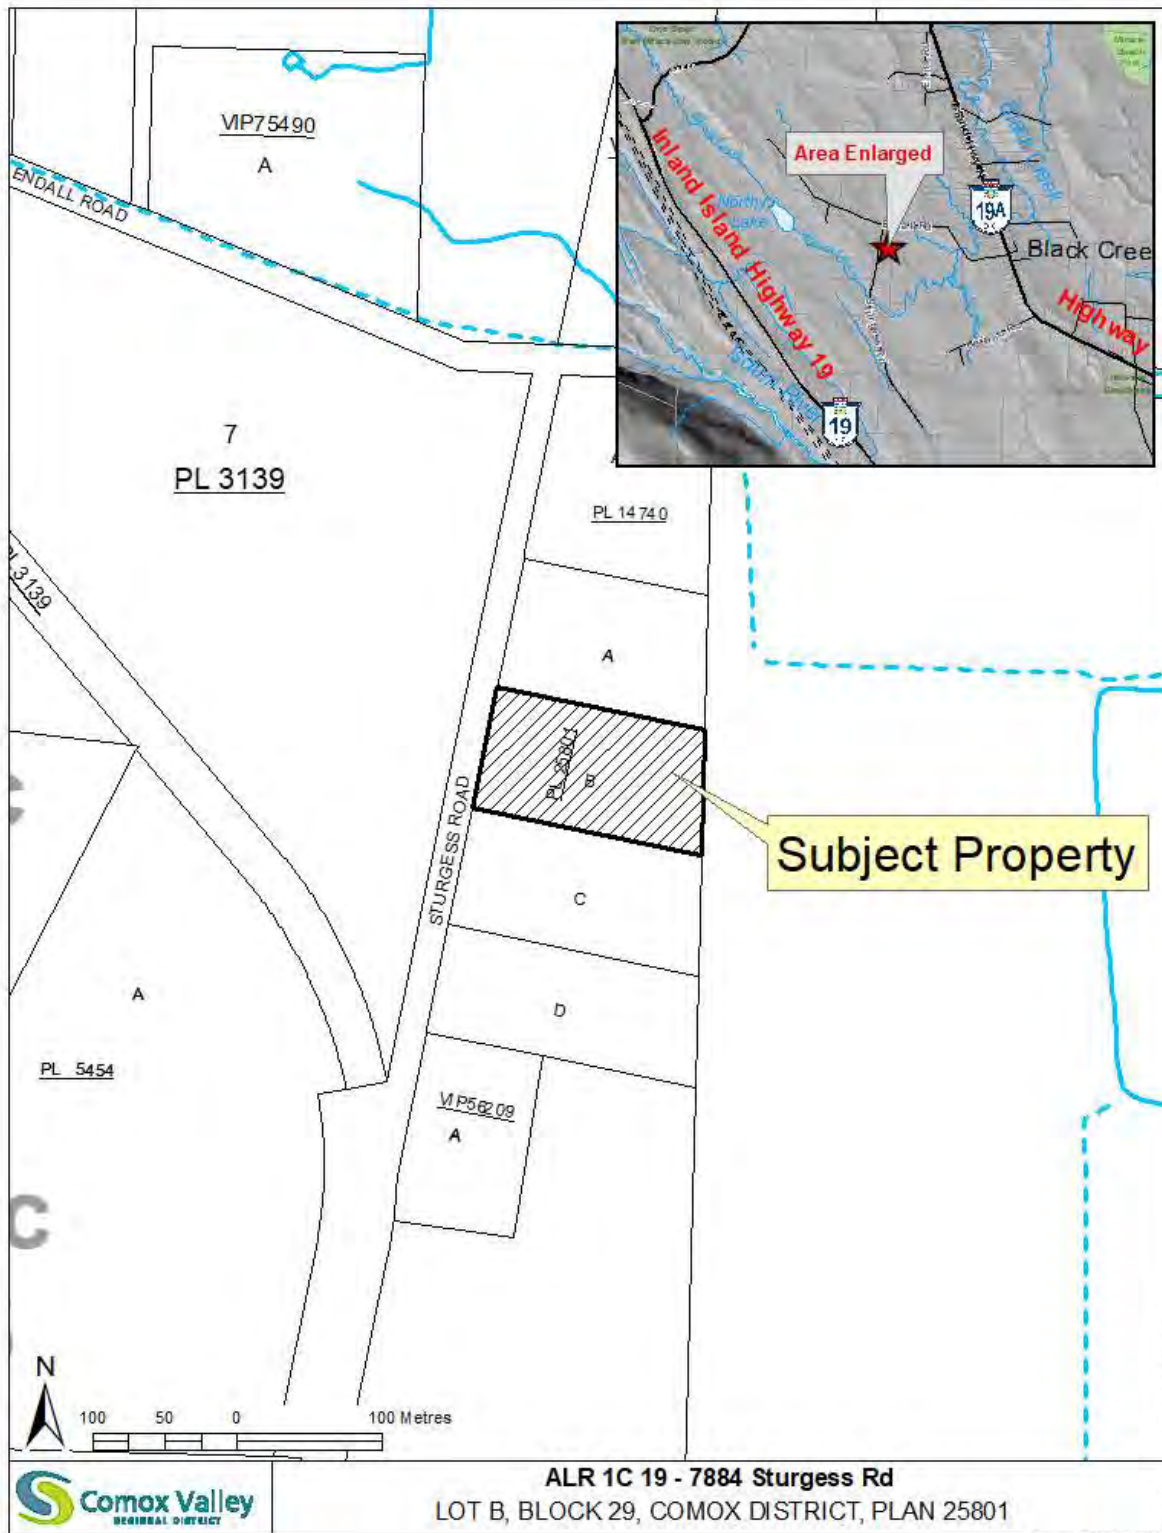 VIP75490
A
ENDALL ROAD
7
PL 3139
PL 3139
Area Enlarged
Inland Island Highway 19
Northy's
Lake
19A
Black Cree
Highway
19
PL 14740
A
PL 25801
B
Subject Property
STURGESS ROAD
C
D
A
PL 5454
VIP56209
A
C
N
100 50 0 100 Metres
Comox Valley
REGIONAL DISTRICT
ALR 1C 19 - 7884 Sturgess Rd
LOT B, BLOCK 29, COMOX DISTRICT, PLAN 25801